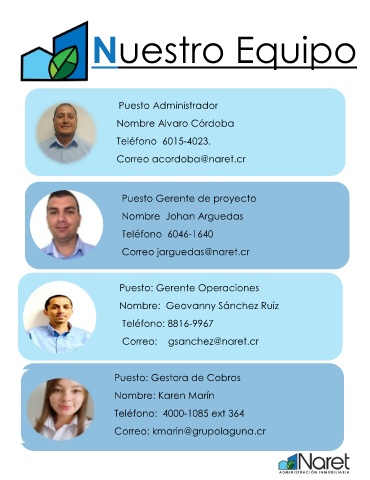 Nuestro Equipo
Puesto Administrador
Nombre Alvaro Córdoba
Teléfono 6015-4023.
Correo acordoba@naret.cr
Puesto Gerente de proyecto
Nombre Johan Arguedas
Teléfono 6046-1640
Correo jarguedas@naret.cr
Puesto: Gerente Operaciones
Nombre: Geovanny Sánchez Ruíz
Teléfono: 8816-9967
Correo: gsanchez@naret.cr
Puesto: Gestora de Cobros
Nombre: Karen Marín
Teléfono: 4000-1085 ext 364
Correo: kmarin@grupolaguna.cr
Naret
ADMINISTRACIÓN INMOBILIARIA